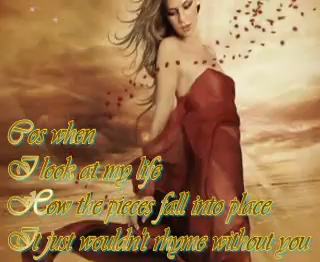 Cos when
I look at my life
How the pieces fall into place
It just wouldn't rhyme without you